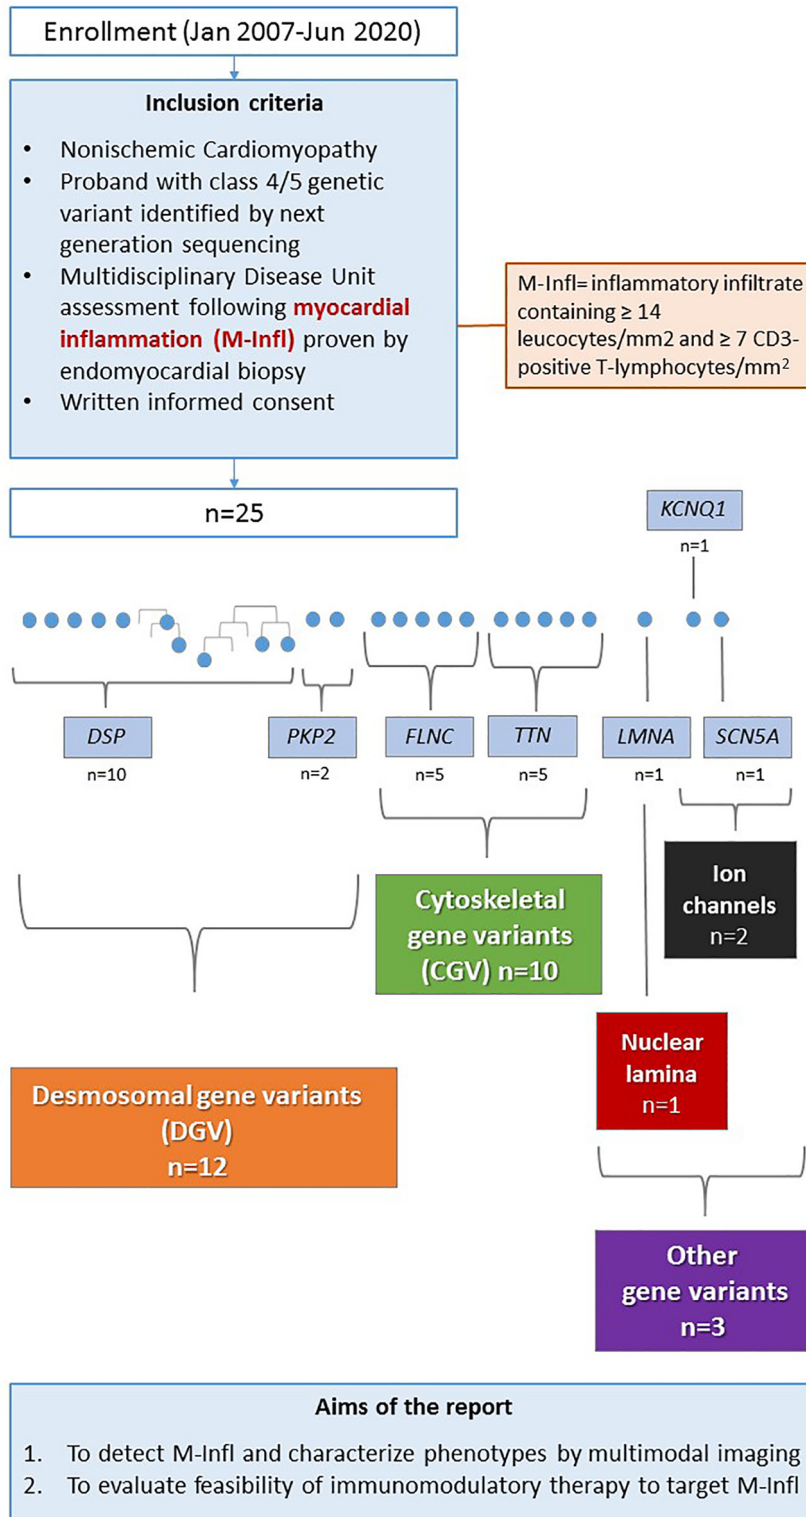 Enrollment (Jan 2007-Jun 2020)
Inclusion criteria
• Nonischemic Cardiomyopathy
• Proband with class 4/5 genetic
variant identified by next
generation sequencing
• Multidisciplinary Disease Unit
assessment following myocardial
inflammation (M-Infl) proven by
endomyocardial biopsy
• Written informed consent
M-Infl= inflammatory infiltrate
containing ≥ 14
leucocytes/mm2 and ≥ 7 CD3-
positive T-lymphocytes/mm²
n=25
KCNQ1
n=1
DSP
n=10
PKP2
n=2
FLNC
n=5
TTN
n=5
LMNA
n=1
SCN5A
n=1
Ion
channels
n=2
Cytoskeletal
gene variants
(CGV) n=10
Nuclear
lamina
n=1
Desmosomal gene variants
(DGV)
n=12
Other
gene variants
n=3
Aims of the report
1. To detect M-Infl and characterize phenotypes by multimodal imaging
2. To evaluate feasibility of immunomodulatory therapy to target M-Infl